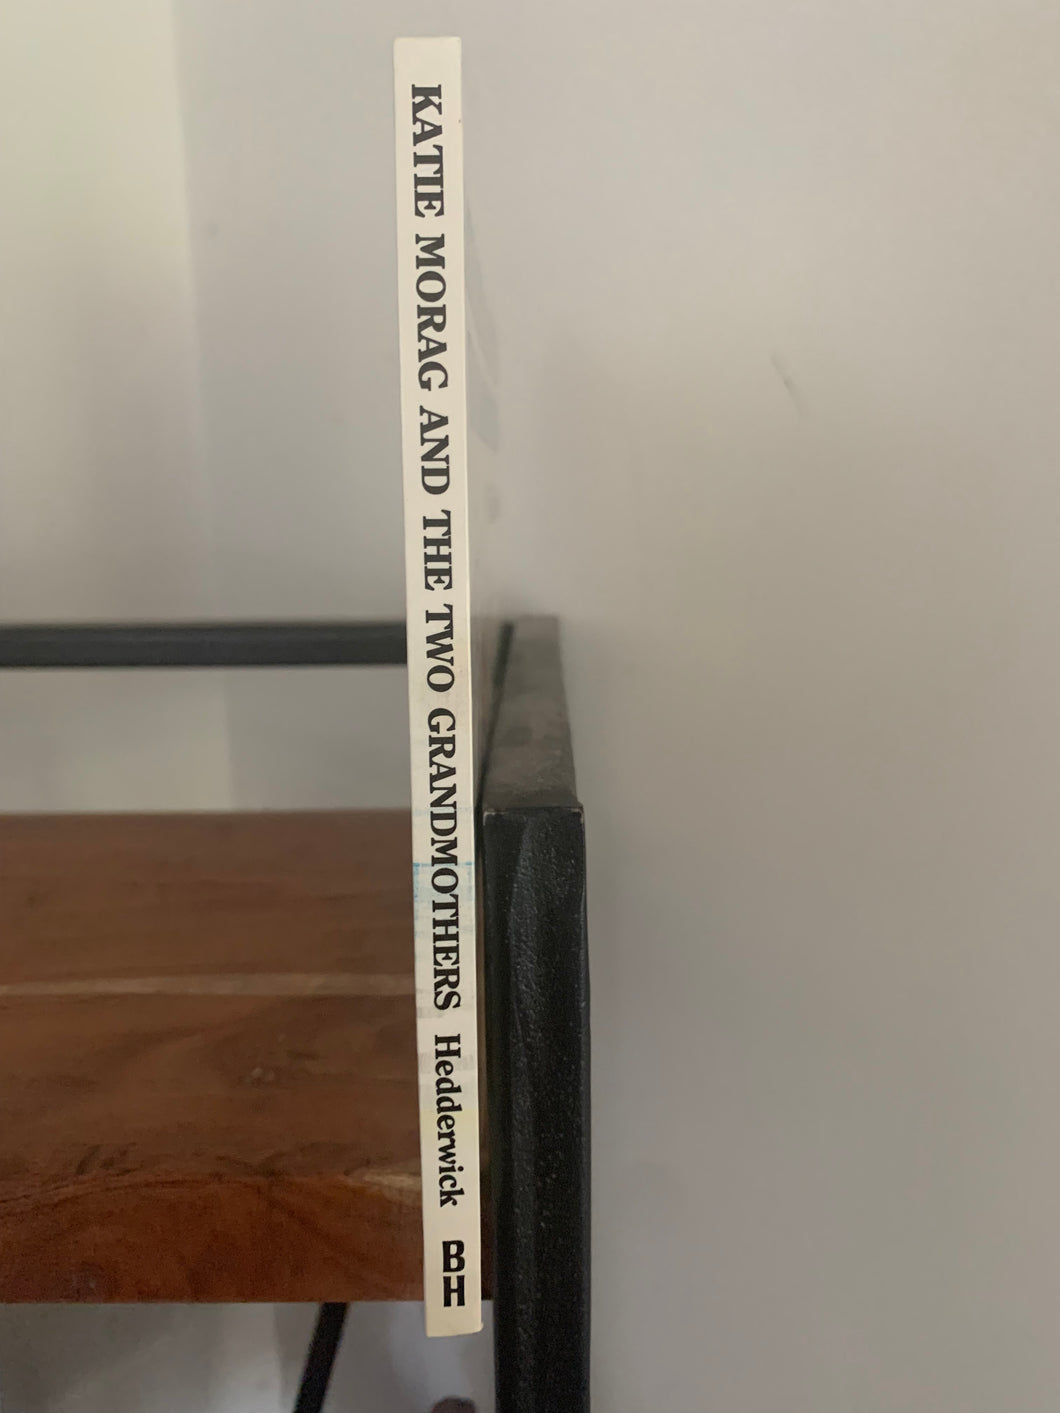 KATIE MORAG AND THE TWO GRANDMOTHERS Hedderwick BH